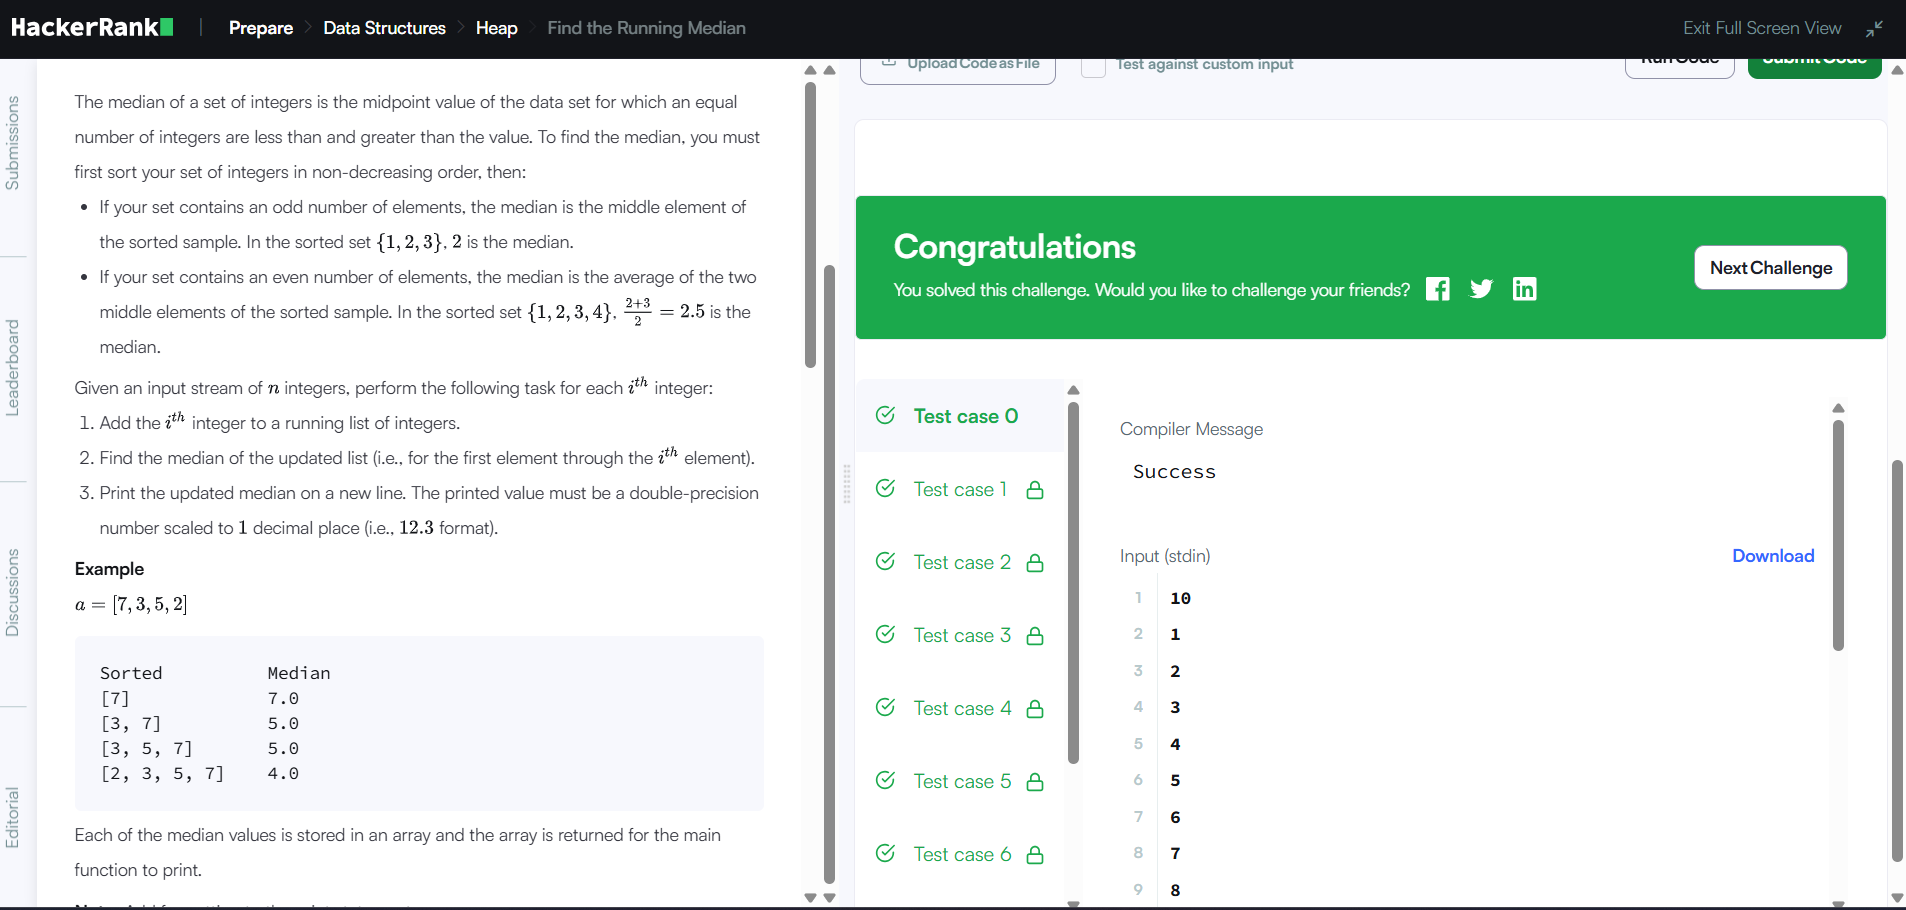 HackerRank
Prepare
Data Structures
Heap
Find the Running Median
Exit Full Screen View
Submissions
Leaderboard
Discussions
Editorial
The median of a set of integers is the midpoint value of the data set for which an equal
number of integers are less than and greater than the value. To find the median, you must
first sort your set of integers in non-decreasing order, then:
• If your set contains an odd number of elements, the median is the middle element of
the sorted sample. In the sorted set {1, 2, 3}, 2 is the median.
• If your set contains an even number of elements, the median is the average of the two
middle elements of the sorted sample. In the sorted set {1, 2, 3, 4}, 2+3/2 = 2.5 is the
median.
Given an input stream of n integers, perform the following task for each i^th integer:
1. Add the i^th integer to a running list of integers.
2. Find the median of the updated list (i.e., for the first element through the i^th element).
3. Print the updated median on a new line. The printed value must be a double-precision
number scaled to 1 decimal place (i.e., 12.3 format).
Example
a = [7, 3, 5, 2]
Sorted Median
[7] 7.0
[3, 7] 5.0
[3, 5, 7] 5.0
[2, 3, 5, 7] 4.0
Each of the median values is stored in an array and the array is returned for the main
function to print.
Upload Code as File
Test against custom input
Run Code
Submit Code
Congratulations
You solved this challenge. Would you like to challenge your friends?
Next Challenge
Test case 0
Test case 1
Test case 2
Test case 3
Test case 4
Test case 5
Test case 6
Compiler Message
Success
Input (stdin)
Download
1 10
2 1
3 2
4 3
5 4
6 5
7 6
8 7
9 8